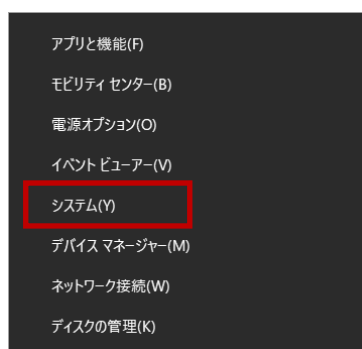 アプリと機能(F)
モビリティ センター(B)
電源オプション(O)
イベント ビューアー(V)
システム(Y)
デバイス マネージャー(M)
ネットワーク接続(W)
ディスクの管理(K)